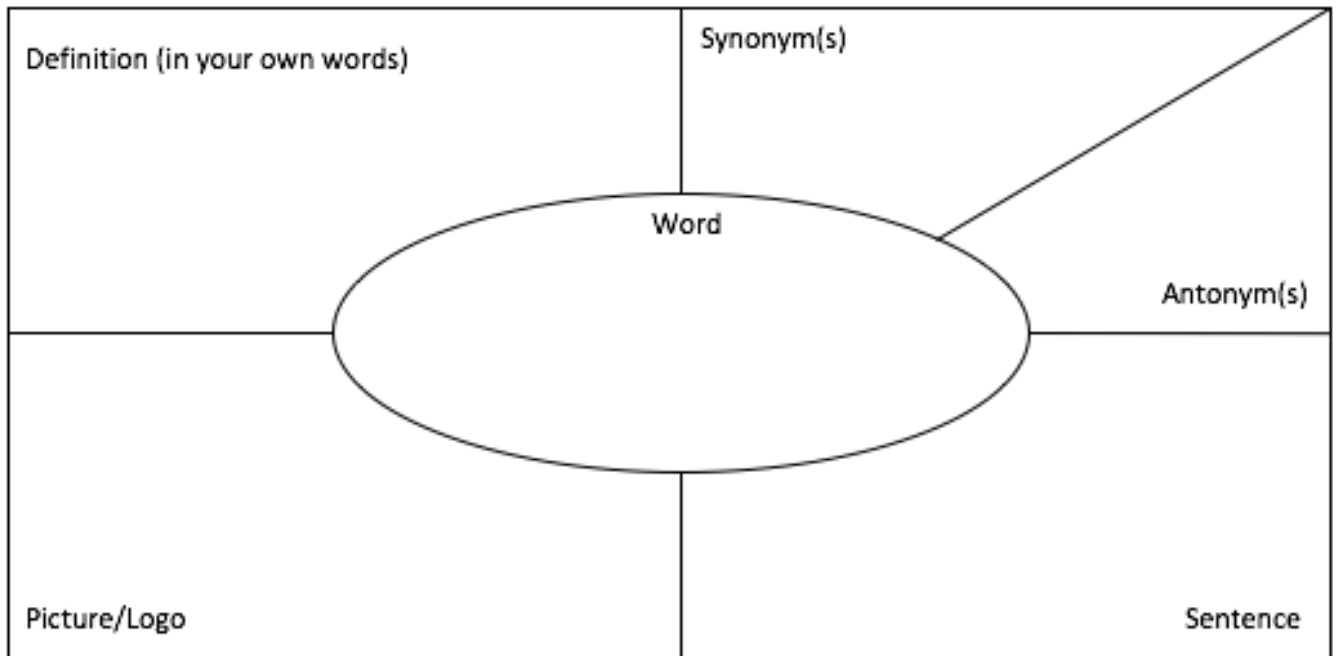 Definition (in your own words)
Synonym(s)
Word
Antonym(s)
Picture/Logo
Sentence